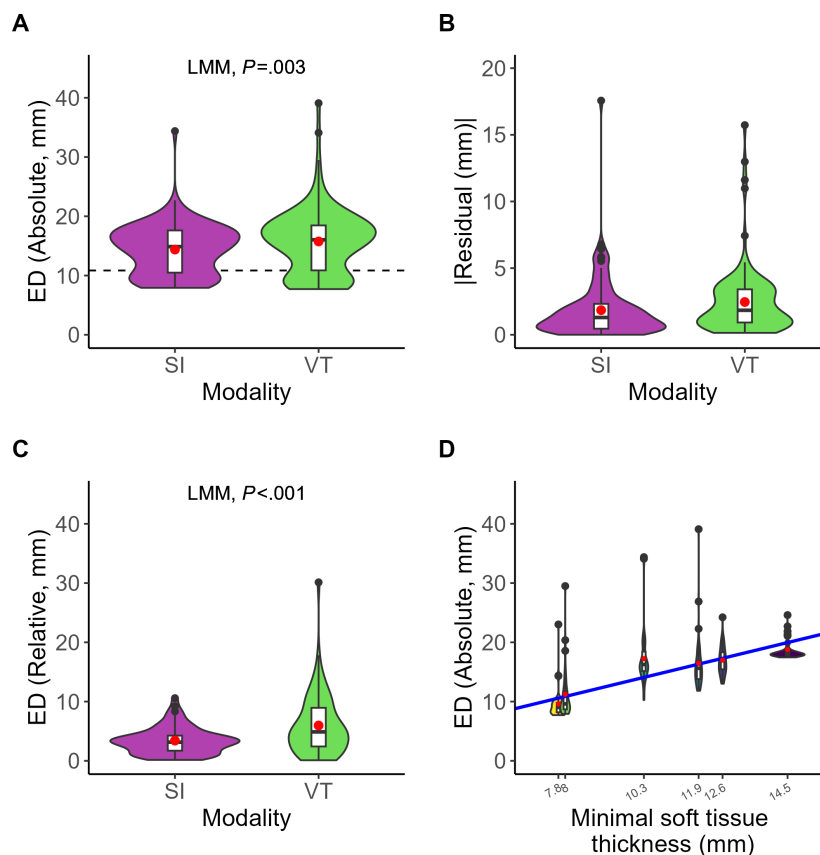 A
LMM, P=.003
ED (Absolute, mm)
40
30
20
10
0
SI
VT
Modality
B
|Residual (mm)|
20
15
10
5
0
SI
VT
Modality
C
LMM, P<.001
ED (Relative, mm)
40
30
20
10
0
SI
VT
Modality
D
ED (Absolute, mm)
40
30
20
10
0
10.3
11.9
12.6
14.5
Minimal soft tissue
thickness (mm)